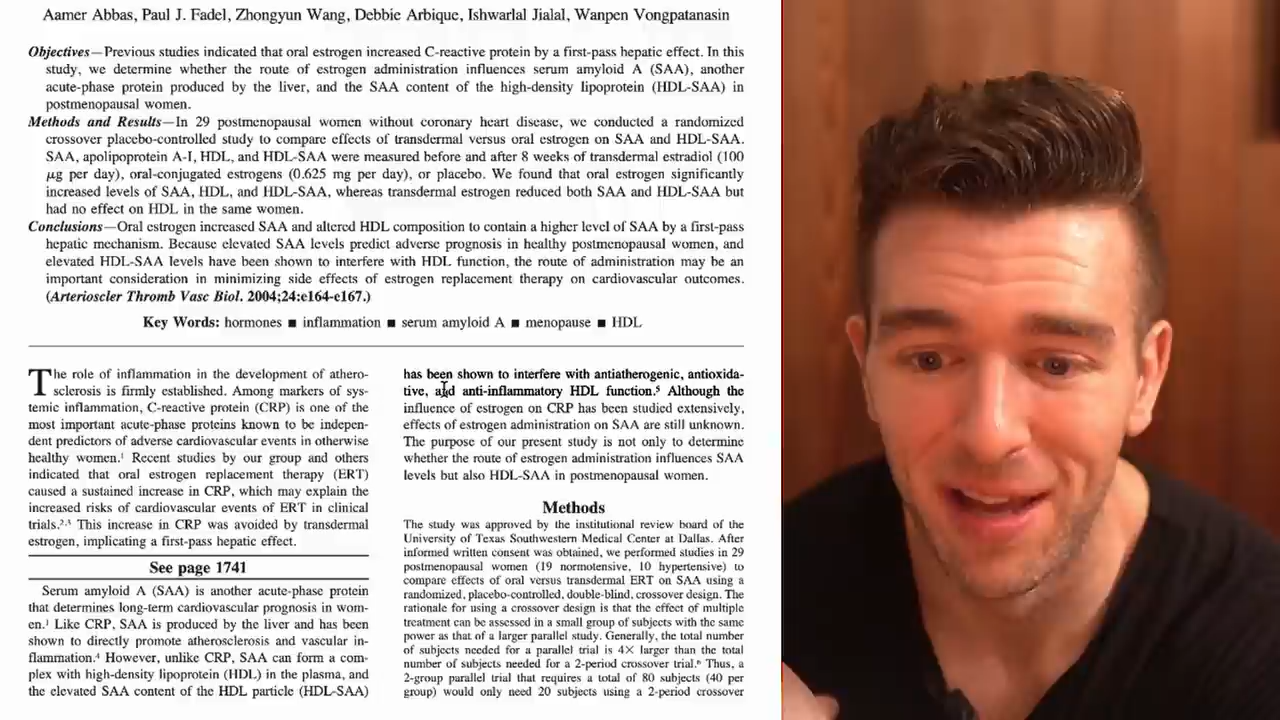 Aamer Abbas, Paul J. Fadel, Zhongyun Wang, Debbie Arbique, Ishwarlal Jialal, Wanpen Vongpatanasin
Objectives—Previous studies indicated that oral estrogen increased C-reactive protein by a first-pass hepatic effect. In this
study, we determine whether the route of estrogen administration influences serum amyloid A (SAA), another
acute-phase protein produced by the liver, and the SAA content of the high-density lipoprotein (HDL-SAA) in
postmenopausal women.
Methods and Results—In 29 postmenopausal women without coronary heart disease, we conducted a randomized
crossover placebo-controlled study to compare effects of transdermal versus oral estrogen on SAA and HDL-SAA.
SAA, apolipoprotein A-I, HDL, and HDL-SAA were measured before and after 8 weeks of transdermal estradiol (100
μg per day), oral-conjugated estrogens (0.625 mg per day), or placebo. We found that oral estrogen significantly
increased levels of SAA, HDL, and HDL-SAA, whereas transdermal estrogen reduced both SAA and HDL-SAA but
had no effect on HDL in the same women.
Conclusions—Oral estrogen increased SAA and altered HDL composition to contain a higher level of SAA by a first-pass
hepatic mechanism. Because elevated SAA levels predict adverse prognosis in healthy postmenopausal women, and
elevated HDL-SAA levels have been shown to interfere with HDL function, the route of administration may be an
important consideration in minimizing side effects of estrogen replacement therapy on cardiovascular outcomes.
(Arterioscler Thromb Vasc Biol. 2004;24:e164-e167.)
Key Words: hormones ■ inflammation ■ serum amyloid A ■ menopause ■ HDL
The role of inflammation in the development of athero-
sclerosis is firmly established. Among markers of sys-
temic inflammation, C-reactive protein (CRP) is one of the
most important acute-phase proteins known to be indepen-
dent predictors of adverse cardiovascular events in otherwise
healthy women.¹ Recent studies by our group and others
indicated that oral estrogen replacement therapy (ERT)
caused a sustained increase in CRP, which may explain the
increased risks of cardiovascular events of ERT in clinical
trials.²,³ This increase in CRP was avoided by transdermal
estrogen, implicating a first-pass hepatic effect.
See page 1741
Serum amyloid A (SAA) is another acute-phase protein
that determines long-term cardiovascular prognosis in wom-
en.¹ Like CRP, SAA is produced by the liver and has been
shown to directly promote atherosclerosis and vascular in-
flammation.⁴ However, unlike CRP, SAA can form a com-
plex with high-density lipoprotein (HDL) in the plasma, and
the elevated SAA content of the HDL particle (HDL-SAA)
has been shown to interfere with antiatherogenic, antioxida-
tive, and anti-inflammatory HDL function.⁵ Although the
influence of estrogen on CRP has been studied extensively,
effects of estrogen administration on SAA are still unknown.
The purpose of our present study is not only to determine
whether the route of estrogen administration influences SAA
levels but also HDL-SAA in postmenopausal women.
Methods
The study was approved by the institutional review board of the
University of Texas Southwestern Medical Center at Dallas. After
informed written consent was obtained, we performed studies in 29
postmenopausal women (19 normotensive, 10 hypertensive) to
compare effects of oral versus transdermal ERT on SAA using a
randomized, placebo-controlled, double-blind, crossover design. The
rationale for using a crossover design is that the effect of multiple
treatment can be assessed in a small group of subjects with the same
power as that of a larger parallel study. Generally, the total number
of subjects needed for a parallel trial is 4× larger than the total
number of subjects needed for a 2-period crossover trial.⁶ Thus, a
2-group parallel trial that requires a total of 80 subjects (40 per
group) would only need 20 subjects using a 2-period crossover